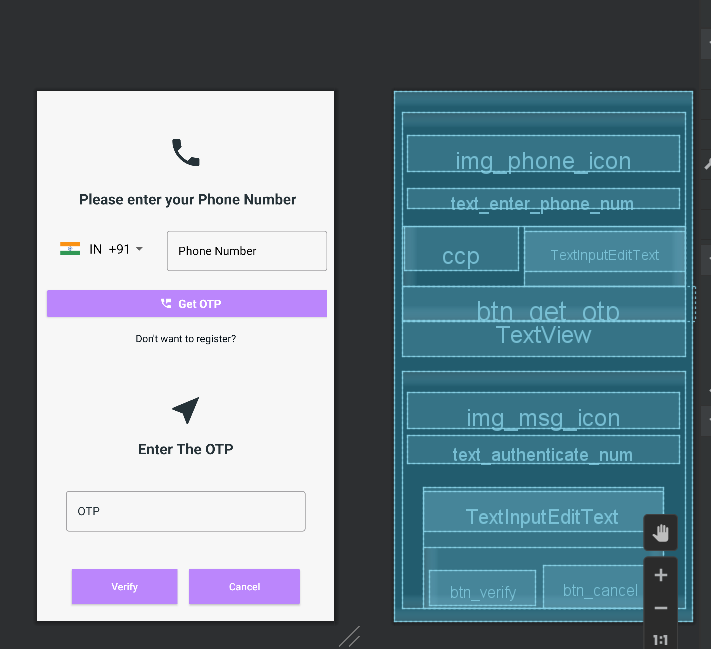 Please enter your Phone Number
IN +91
Phone Number
Get OTP
Don't want to register?
Enter The OTP
OTP
Verify
Cancel
img_phone_icon
text_enter_phone_num
ccp
TextInputEditText
btn_get_otp
TextView
img_msg_icon
text_authenticate_num
TextInputEditText
btn_verify
btn_cancel
1:1